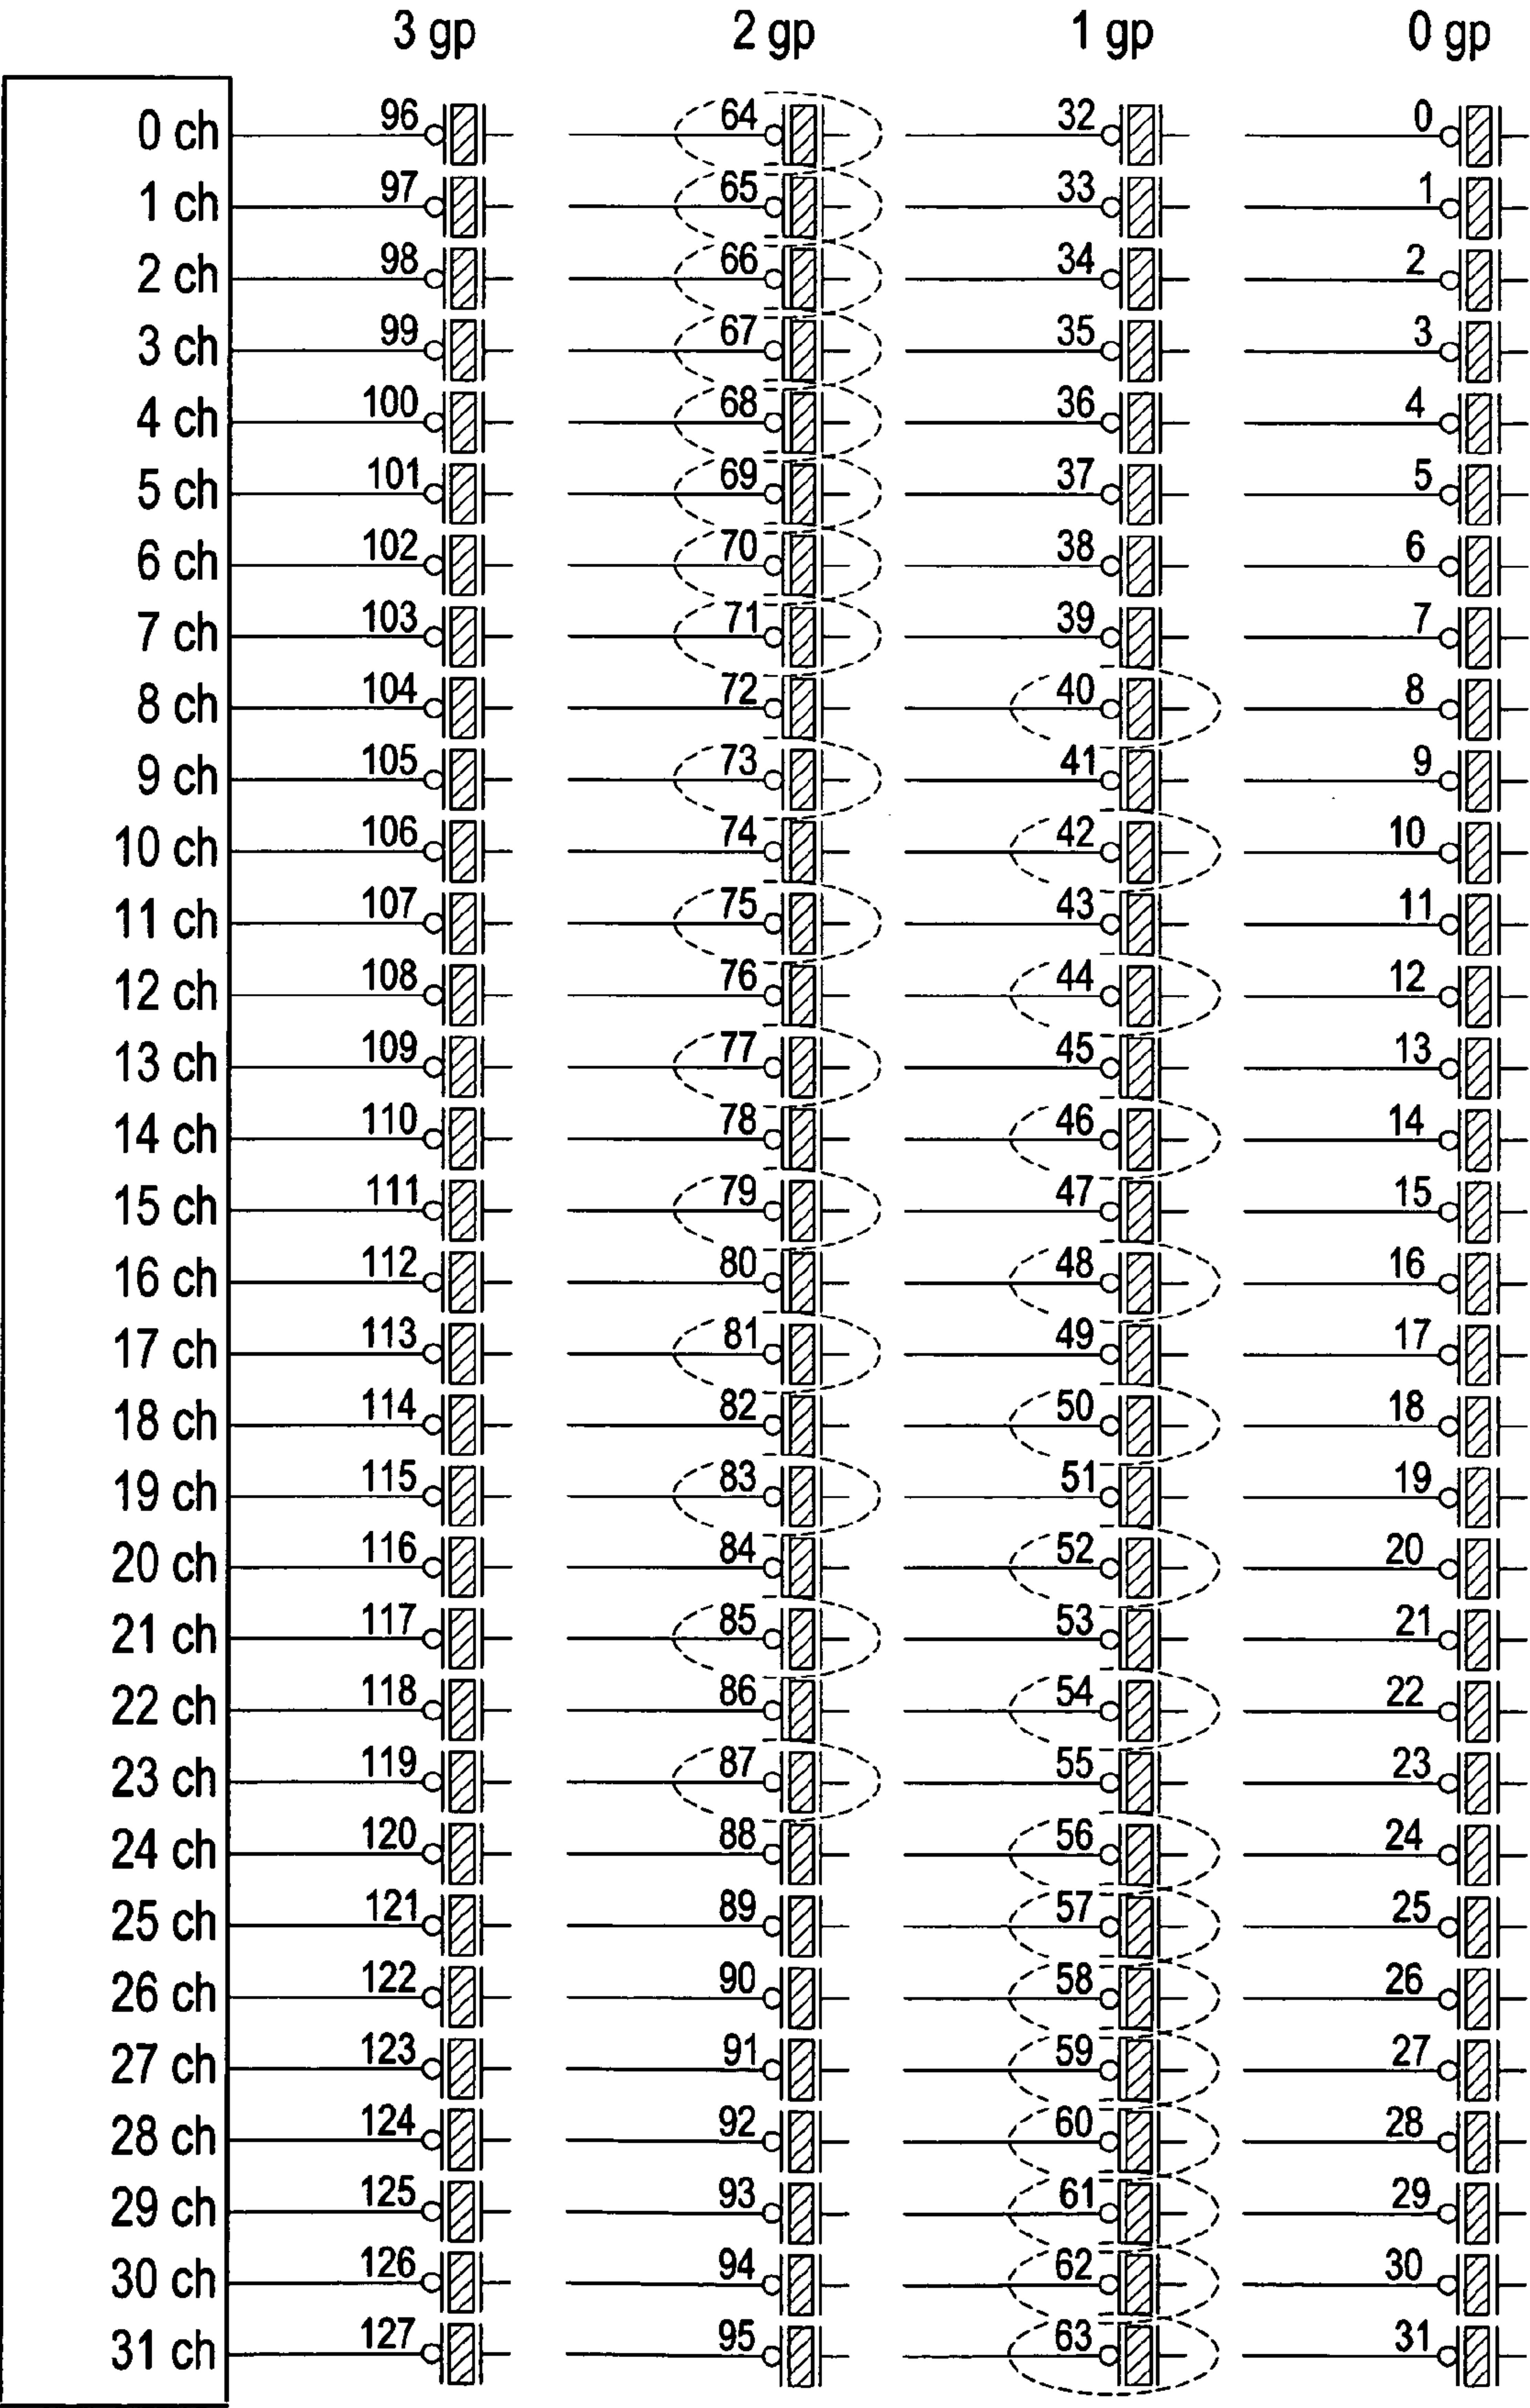 3 gp 2 gp 1 gp 0 gp
0 ch 96 64 32 0
1 ch 97 65 33 1
2 ch 98 66 34 2
3 ch 99 67 35 3
4 ch 100 68 36 4
5 ch 101 69 37 5
6 ch 102 70 38 6
7 ch 103 71 39 7
8 ch 104 72 40 8
9 ch 105 73 41 9
10 ch 106 74 42 10
11 ch 107 75 43 11
12 ch 108 76 44 12
13 ch 109 77 45 13
14 ch 110 78 46 14
15 ch 111 79 47 15
16 ch 112 80 48 16
17 ch 113 81 49 17
18 ch 114 82 50 18
19 ch 115 83 51 19
20 ch 116 84 52 20
21 ch 117 85 53 21
22 ch 118 86 54 22
23 ch 119 87 55 23
24 ch 120 88 56 24
25 ch 121 89 57 25
26 ch 122 90 58 26
27 ch 123 91 59 27
28 ch 124 92 60 28
29 ch 125 93 61 29
30 ch 126 94 62 30
31 ch 127 95 63 31